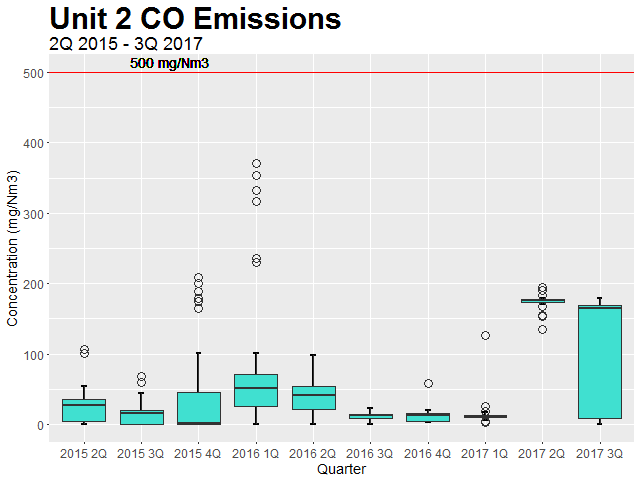 Unit 2 CO Emissions
2Q 2015 - 3Q 2017
500 mg/Nm3
500
400
300
200
100
0
Concentration (mg/Nm3)
2015 2Q 2015 3Q 2015 4Q 2016 1Q 2016 2Q 2016 3Q 2016 4Q 2017 1Q 2017 2Q 2017 3Q
Quarter